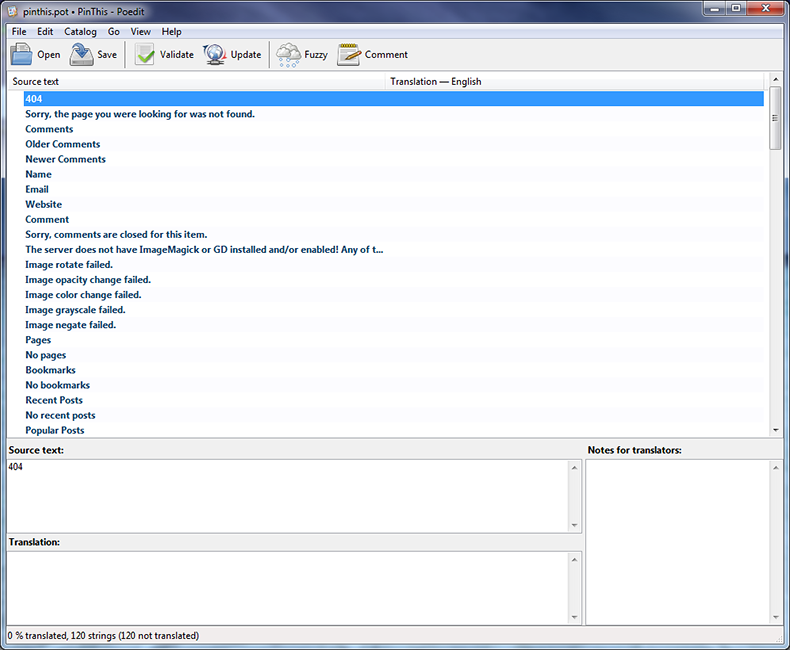 pinthis.pot • PinThis - Poedit
File Edit Catalog Go View Help
Open Save Validate Update Fuzzy Comment
Source text Translation — English
404
Sorry, the page you were looking for was not found.
Comments
Older Comments
Newer Comments
Name
Email
Website
Comment
Sorry, comments are closed for this item.
The server does not have ImageMagick or GD installed and/or enabled! Any of t...
Image rotate failed.
Image opacity change failed.
Image color change failed.
Image grayscale failed.
Image negate failed.
Pages
No pages
Bookmarks
No bookmarks
Recent Posts
No recent posts
Popular Posts
Source text: Notes for translators:
404
Translation:
0 % translated, 120 strings (120 not translated)